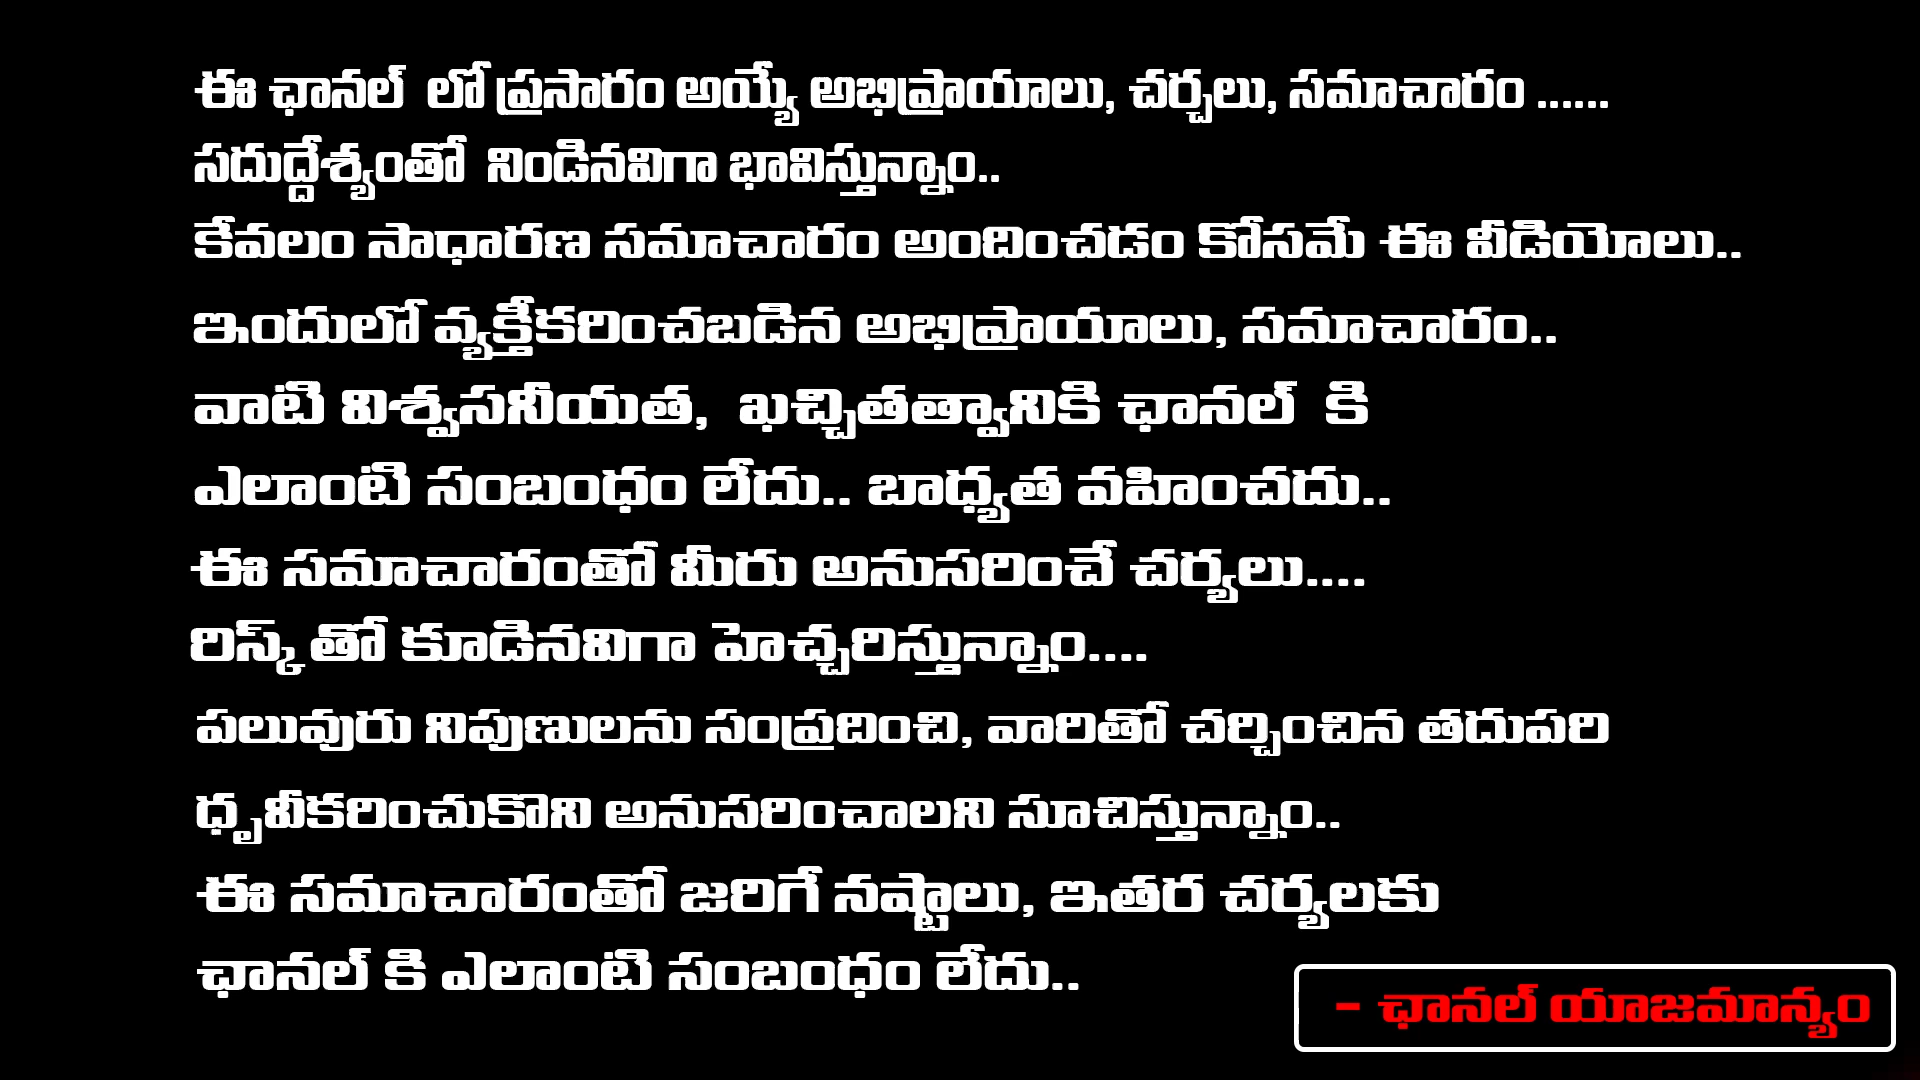 ఈ ఛానల్ లో ప్రసారం అయ్యే అభిప్రాయాలు, చర్చలు, సమాచారం ......
సదుద్దేశ్యంతో నిండినవిగా భావిస్తున్నాం..
కేవలం సాధారణ సమాచారం అందించడం కోసమే ఈ వీడియోలు..
ఇందులో వ్యక్తీకరించబడిన అభిప్రాయాలు, సమాచారం..
వాటి విశ్వసనీయత, ఖచ్చితత్వానికి ఛానల్ కి
ఎలాంటి సంబంధం లేదు.. బాధ్యత వహించదు..
ఈ సమాచారంతో మీరు అనుసరించే చర్యలు....
రిస్క్ తో కూడినవిగా హెచ్చరిస్తున్నాం....
పలువురు నిపుణులను సంప్రదించి, వారితో చర్చించిన తదుపరి
ధృవీకరించుకొని అనుసరించాలని సూచిస్తున్నాం..
ఈ సమాచారంతో జరిగే నష్టాలు, ఇతర చర్యలకు
ఛానల్ కి ఎలాంటి సంబంధం లేదు..
- ఛానల్ యాజమాన్యం